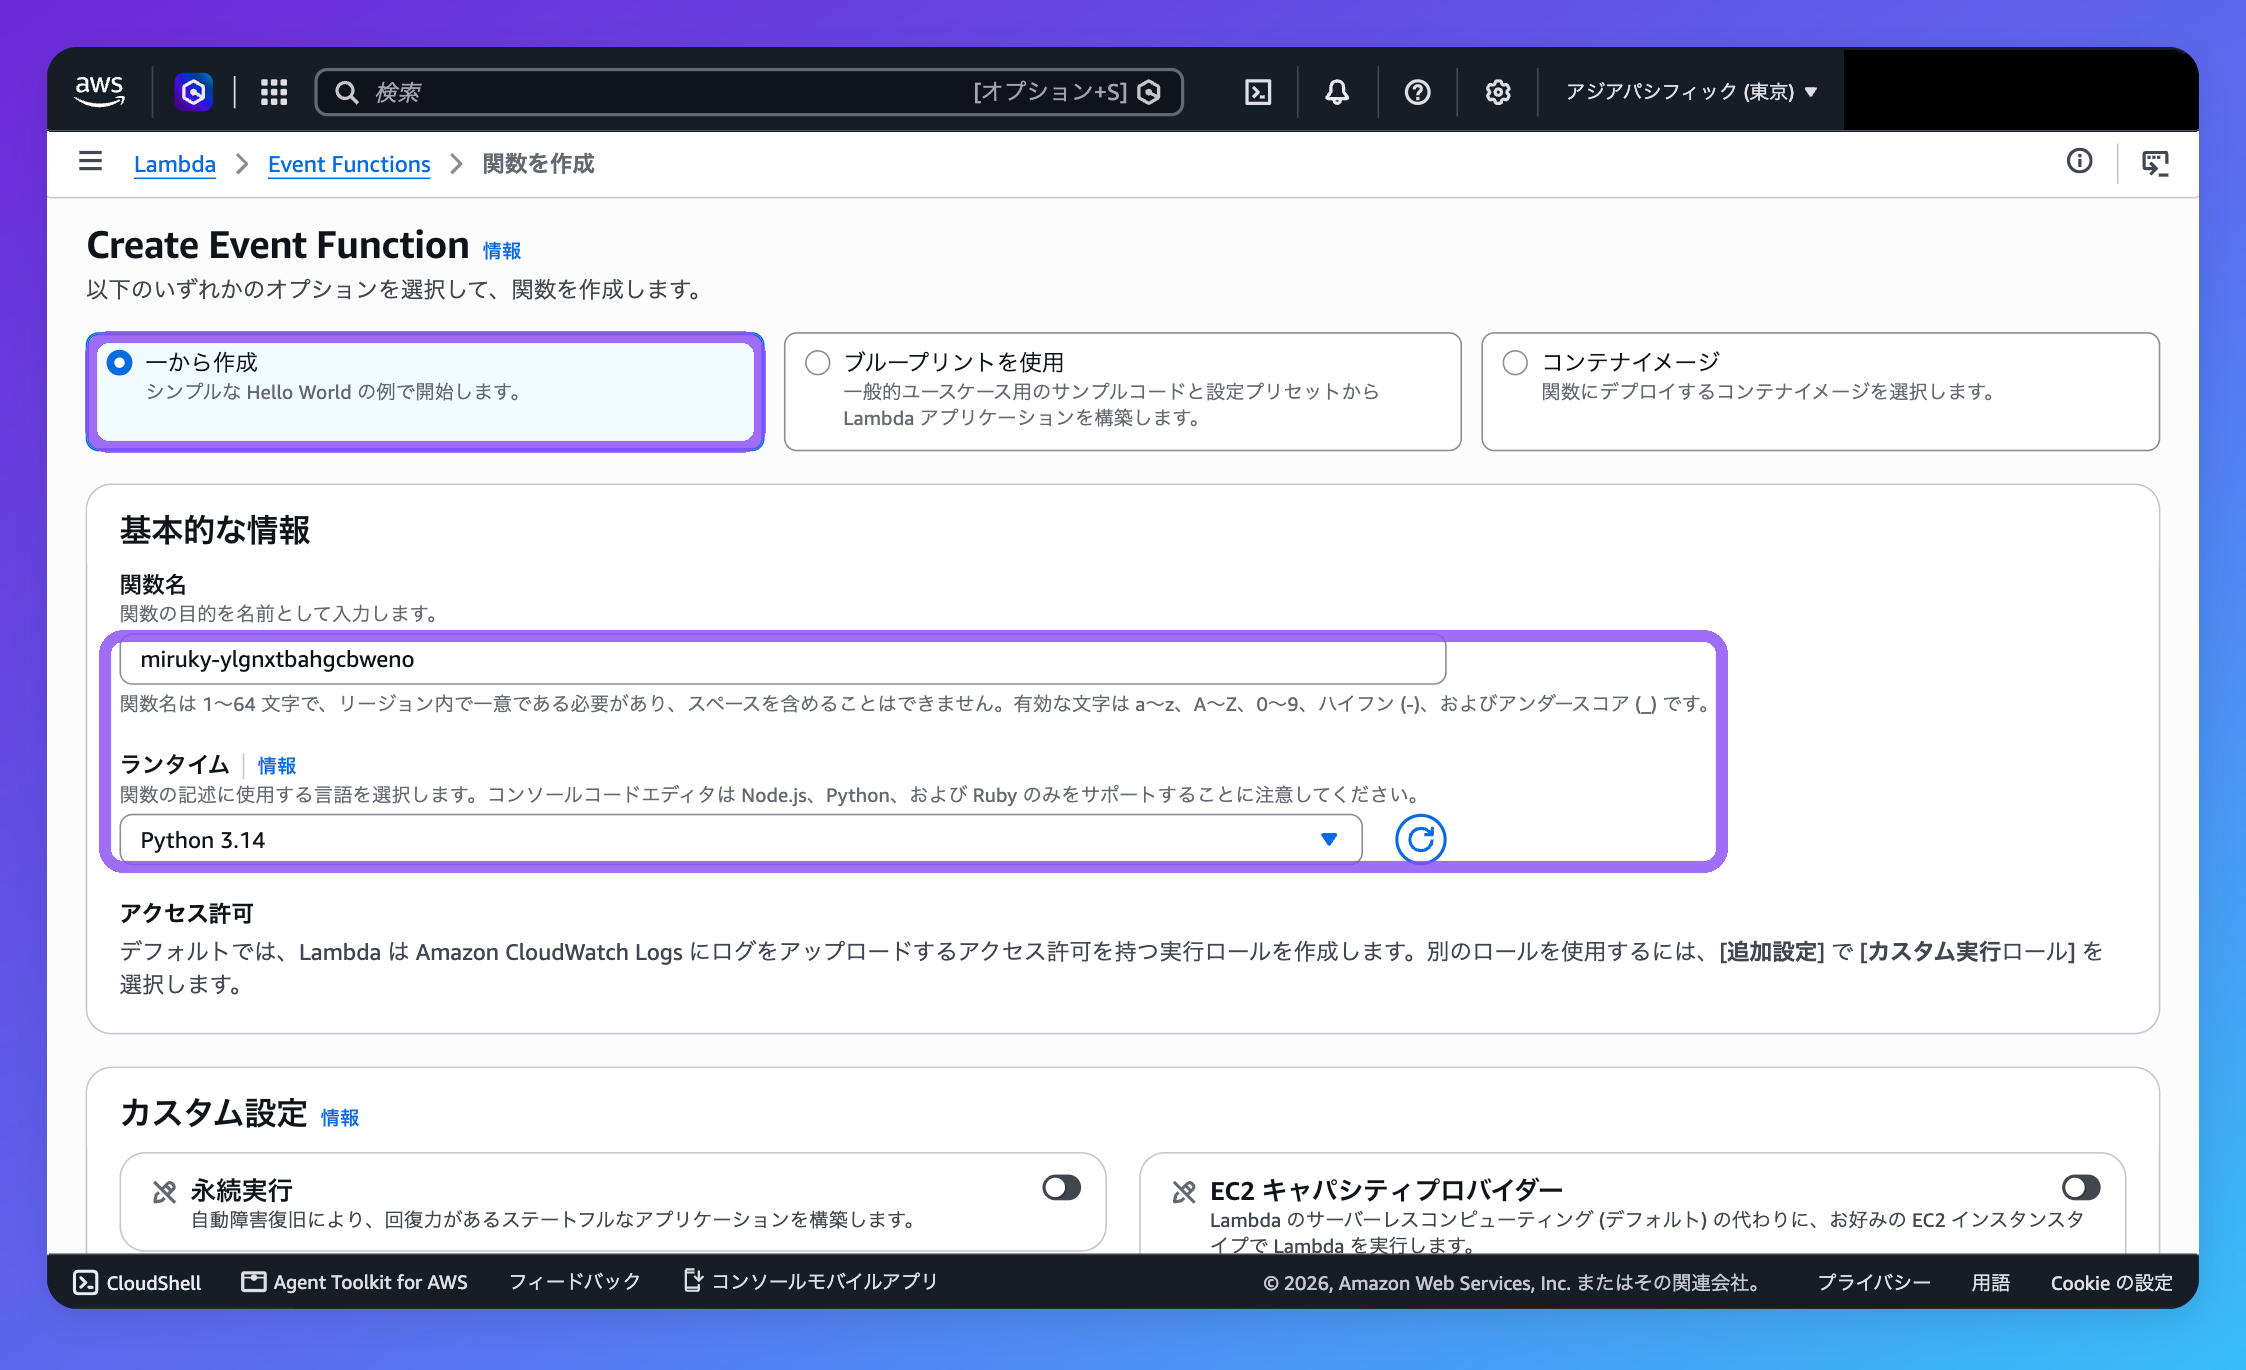 aws
検索
[オプション+S]
アジアパシフィック (東京) ▼
Lambda > Event Functions > 関数を作成
Create Event Function 情報
以下のいずれかのオプションを選択して、関数を作成します。
一から作成
シンプルな Hello World の例で開始します。
ブループリントを使用
一般的ユースケース用のサンプルコードと設定プリセットから
Lambda アプリケーションを構築します。
コンテナイメージ
関数にデプロイするコンテナイメージを選択します。
基本的な情報
関数名
関数の目的を名前として入力します。
miruky-ylgnxtbahgcbweno
関数名は 1〜64 文字で、リージョン内で一意である必要があり、スペースを含めることはできません。有効な文字は a〜z、A〜Z、0〜9、ハイフン (-)、およびアンダースコア (_) です。
ランタイム 情報
関数の記述に使用する言語を選択します。コンソールコードエディタは Node.js、Python、および Ruby のみをサポートすることに注意してください。
Python 3.14
アクセス許可
デフォルトでは、Lambda は Amazon CloudWatch Logs にログをアップロードするアクセス許可を持つ実行ロールを作成します。別のロールを使用するには、[追加設定] で [カスタム実行ロール] を
選択します。
カスタム設定 情報
永続実行
自動障害復旧により、回復力があるステートフルなアプリケーションを構築します。
EC2 キャパシティプロバイダー
Lambda のサーバーレスコンピューティング (デフォルト) の代わりに、お好みの EC2 インスタンスタ
イプで Lambda を実行します。
CloudShell
Agent Toolkit for AWS
フィードバック
コンソールモバイルアプリ
© 2026, Amazon Web Services, Inc. またはその関連会社。
プライバシー
用語
Cookie の設定